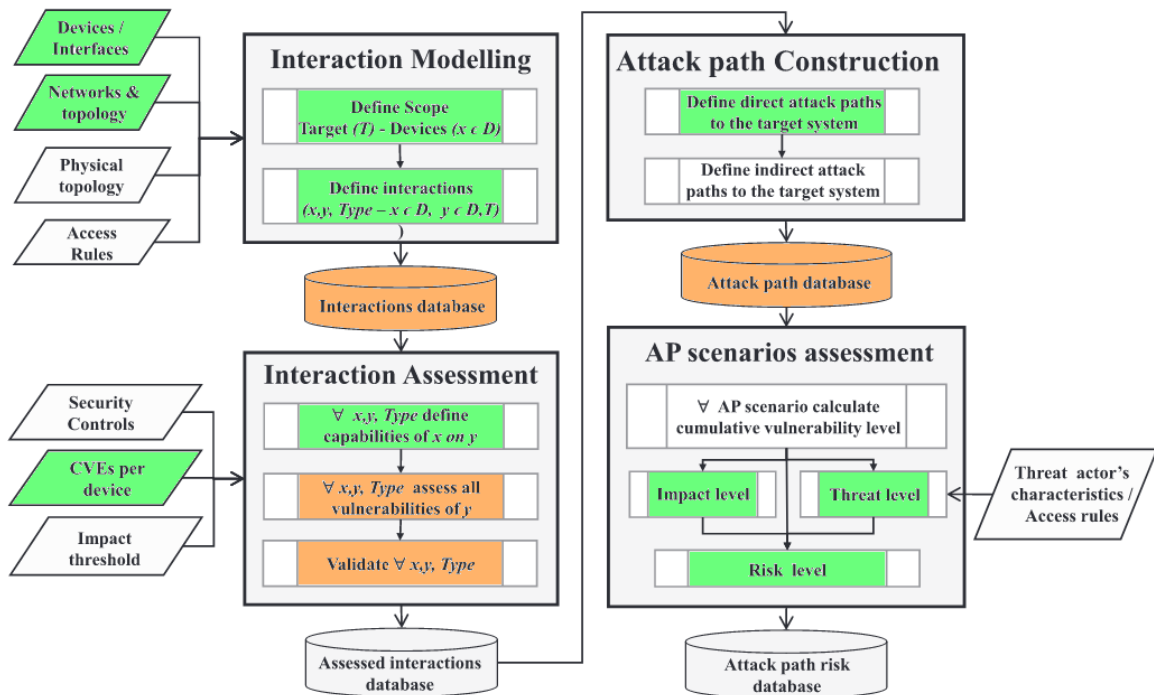 Devices /
Interfaces
Networks &
topology
Physical
topology
Access
Rules
Interaction Modelling
Define Scope
Target (T) - Devices (x ϵ D)
Define interactions
(x,y, Type – x ϵ D, y ϵ D,T)
)
Interactions database
Security
Controls
CVEs per
device
Impact
threshold
Interaction Assessment
∀ x,y, Type define
capabilities of x on y
∀ x,y, Type assess all
vulnerabilities of y
Validate ∀ x,y, Type
Assessed interactions
database
Attack path Construction
Define direct attack paths
to the target system
Define indirect attack
paths to the target system
Attack path database
AP scenarios assessment
∀ AP scenario calculate
cumulative vulnerability level
Impact level
Threat level
Risk level
Threat actor's
characteristics /
Access rules
Attack path risk
database